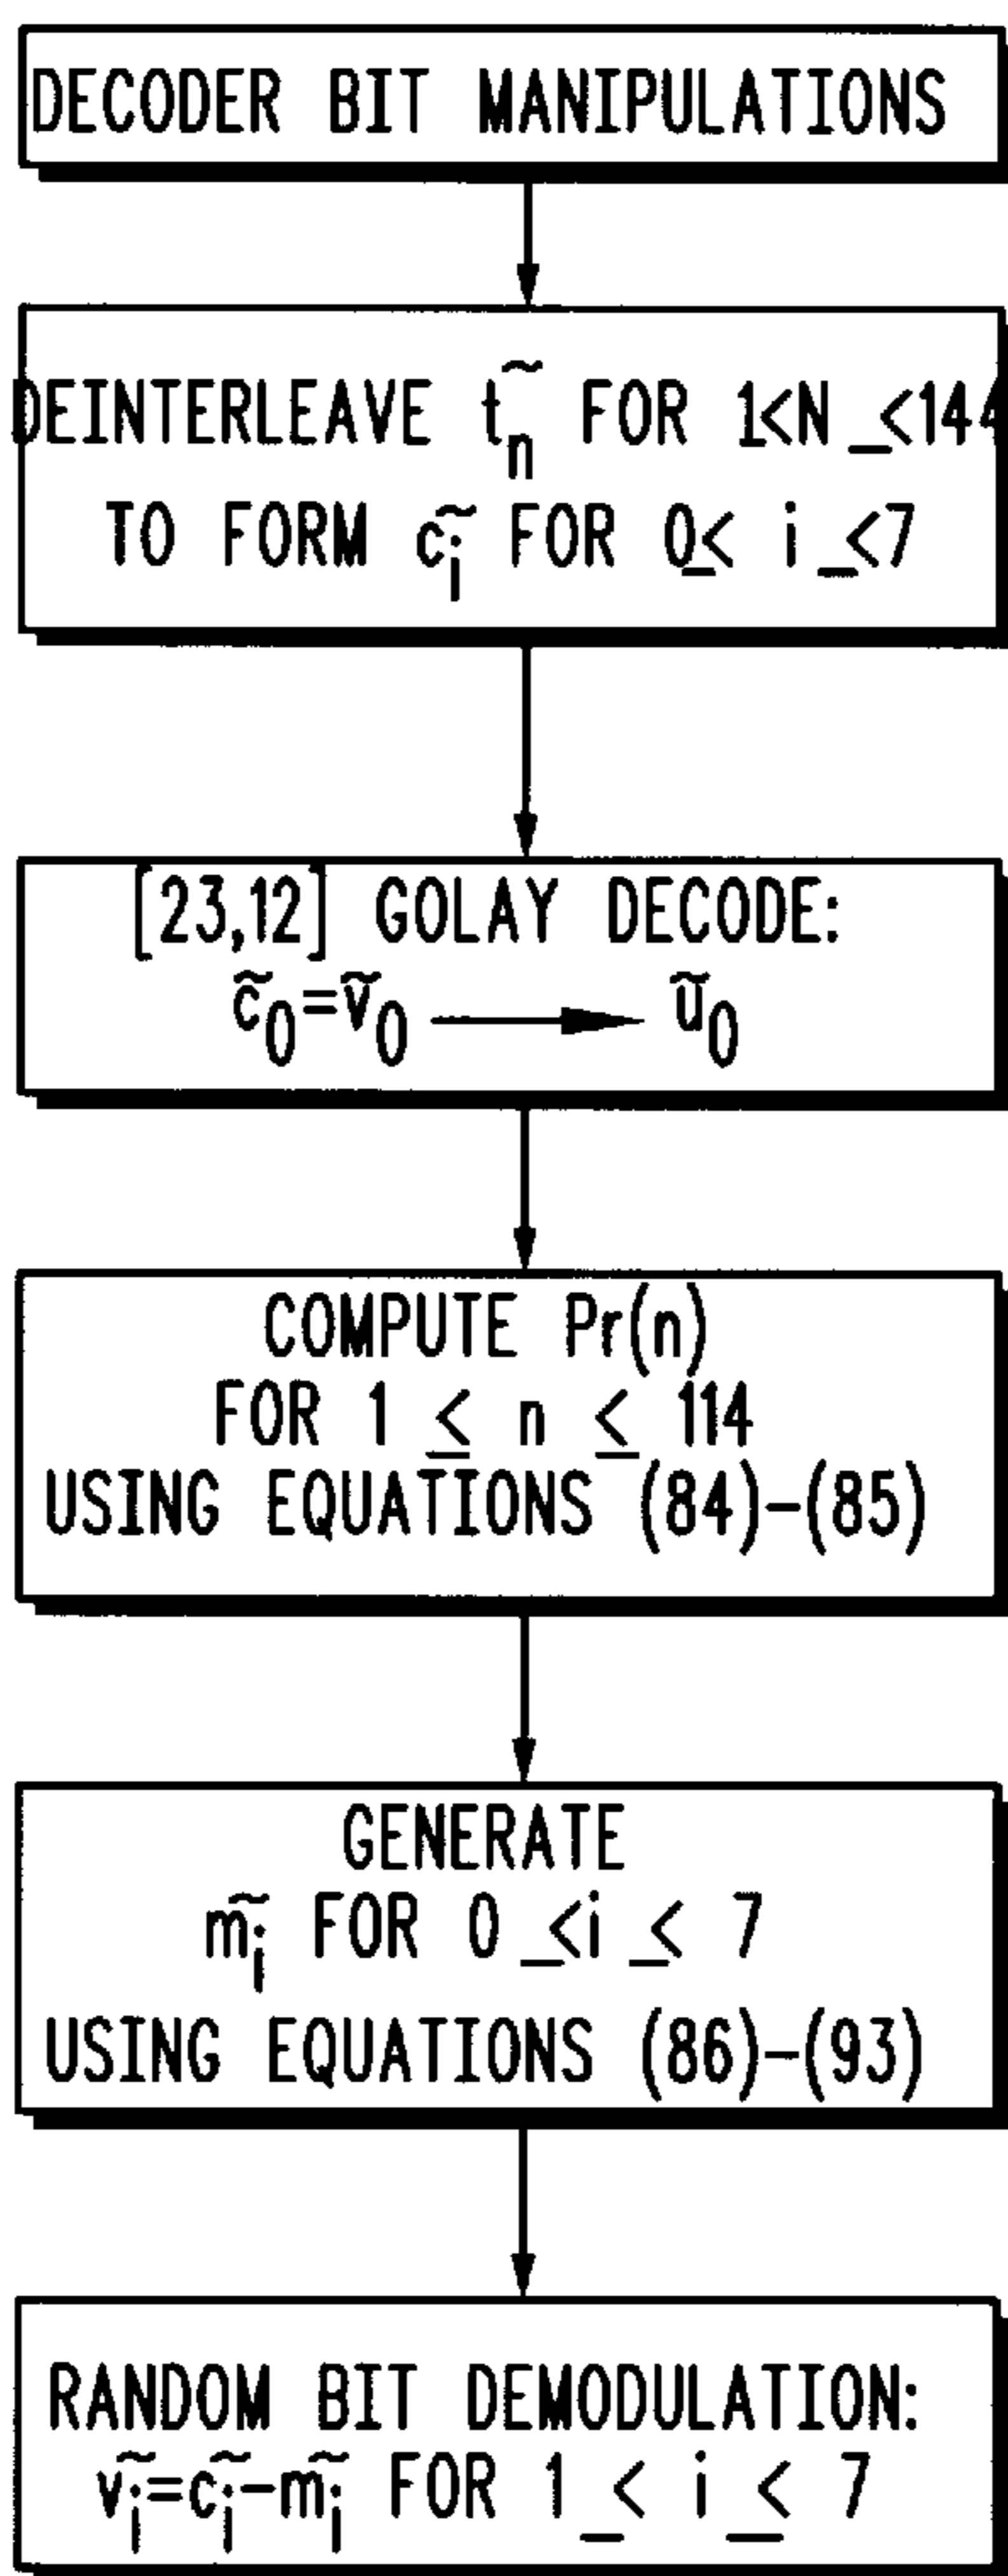 DECODER BIT MANIPULATIONS
DEINTERLEAVE t̃n FOR 1<N ≤144
TO FORM c̃i FOR 0≤ i ≤7
[23,12] GOLAY DECODE:
c̃0=ṽ0 → ũ0
COMPUTE Pr(n)
FOR 1 ≤ n ≤ 114
USING EQUATIONS (84)-(85)
GENERATE
m̃i FOR 0 ≤i ≤ 7
USING EQUATIONS (86)-(93)
RANDOM BIT DEMODULATION:
ṽi=c̃i-m̃i FOR 1 ≤ i ≤ 7